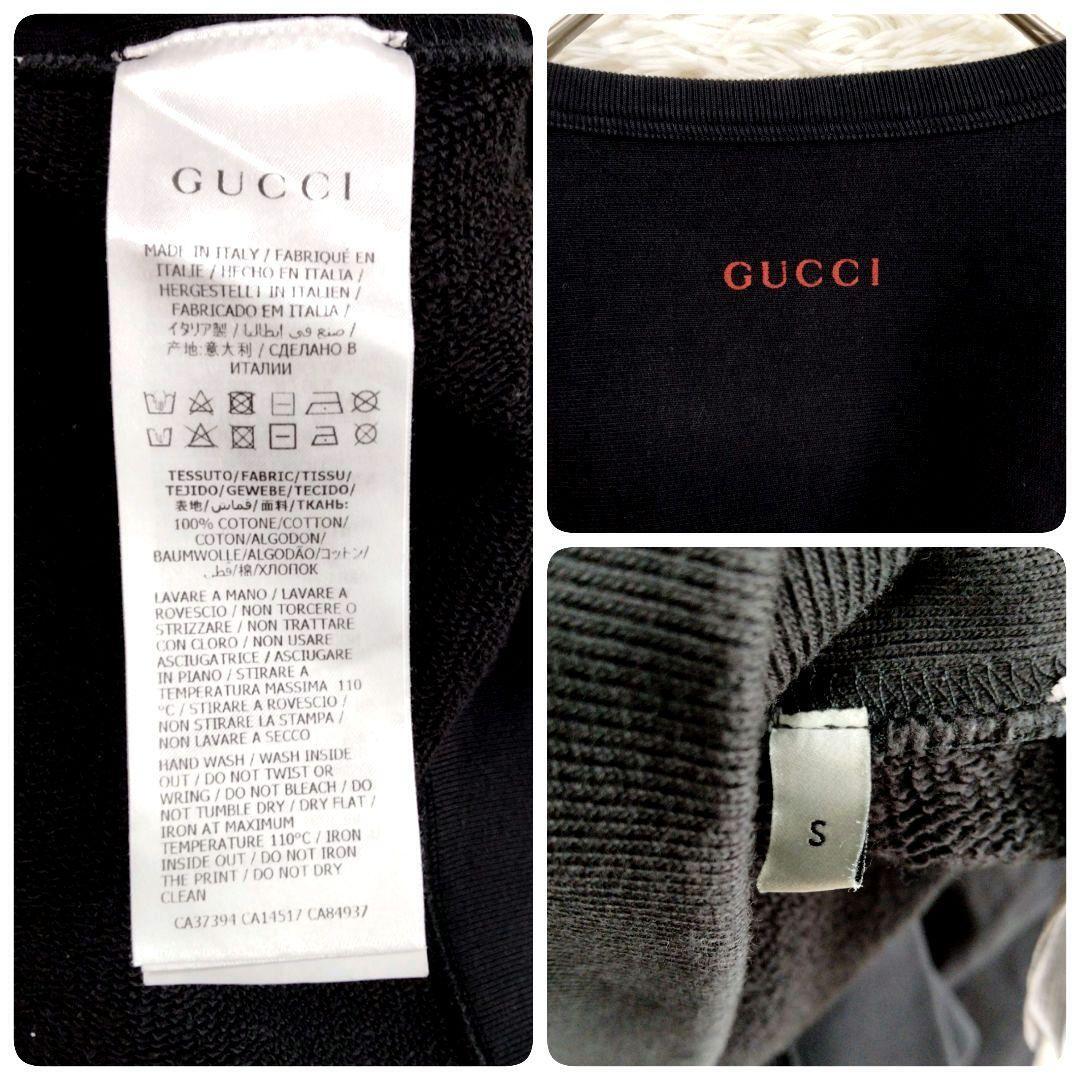 GUCCI
MADE IN ITALY / FABRIQUÉ EN
ITALIE / HECHO EN ITALIA /
HERGESTELLT IN ITALIEN /
FABRICADO EM ITALIA /
イタリア製 / صنع في ايطاليا /
产地:意大利 / СДЕЛАНО В
ИТАЛИИ
TESSUTO/FABRIC/TISSU/
TEJIDO/GEWEBE/TECIDO/
表地/قماش/面料/ТКАНЬ:
100% COTONE/COTTON/
COTON/ALGODON/
BAUMWOLLE/ALGODÃO/コットン/
قطن/棉/ХЛОПОК
LAVARE A MANO / LAVARE A
ROVESCIO / NON TORCERE O
STRIZZARE / NON TRATTARE
CON CLORO / NON USARE
ASCIUGATRICE / ASCIUGARE
IN PIANO / STIRARE A
TEMPERATURA MASSIMA 110
°C / STIRARE A ROVESCIO /
NON STIRARE LA STAMPA /
NON LAVARE A SECCO
HAND WASH / WASH INSIDE
OUT / DO NOT TWIST OR
WRING / DO NOT BLEACH / DO
NOT TUMBLE DRY / DRY FLAT /
IRON AT MAXIMUM
TEMPERATURE 110°C / IRON
INSIDE OUT / DO NOT IRON
THE PRINT / DO NOT DRY
CLEAN
CA37394 CA14517 CA84937
GUCCI
S